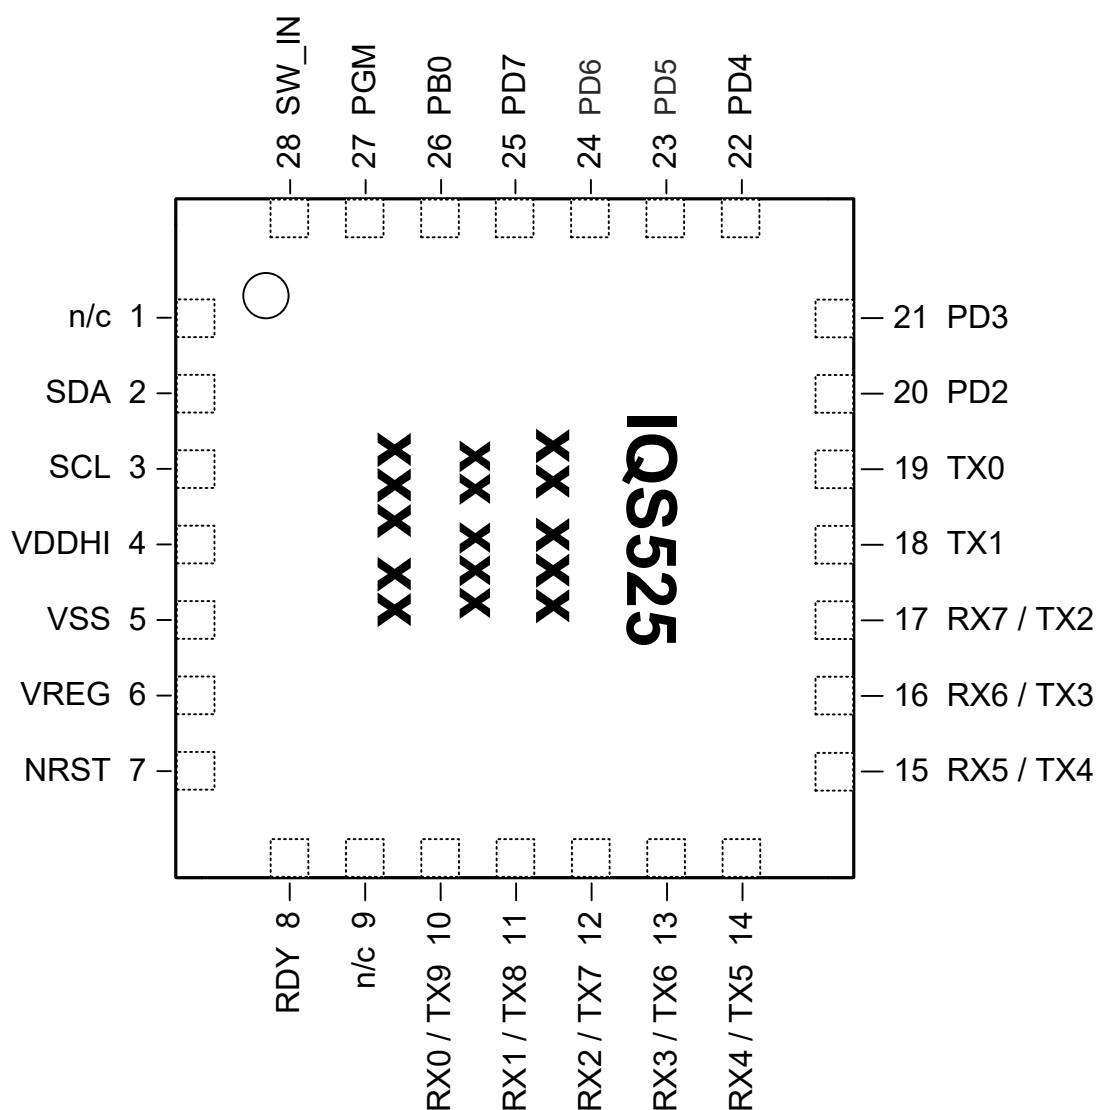 28 SW_IN
27 PGM
26 PB0
25 PD7
24 PD6
23 PD5
22 PD4
n/c 1
SDA 2
SCL 3
VDDHI 4
VSS 5
VREG 6
NRST 7
IQS525
xx xxx
xxx xx
xx xxx
21 PD3
20 PD2
19 TX0
18 TX1
17 RX7 / TX2
16 RX6 / TX3
15 RX5 / TX4
RDY 8
n/c 9
RX0 / TX9 10
RX1 / TX8 11
RX2 / TX7 12
RX3 / TX6 13
RX4 / TX5 14